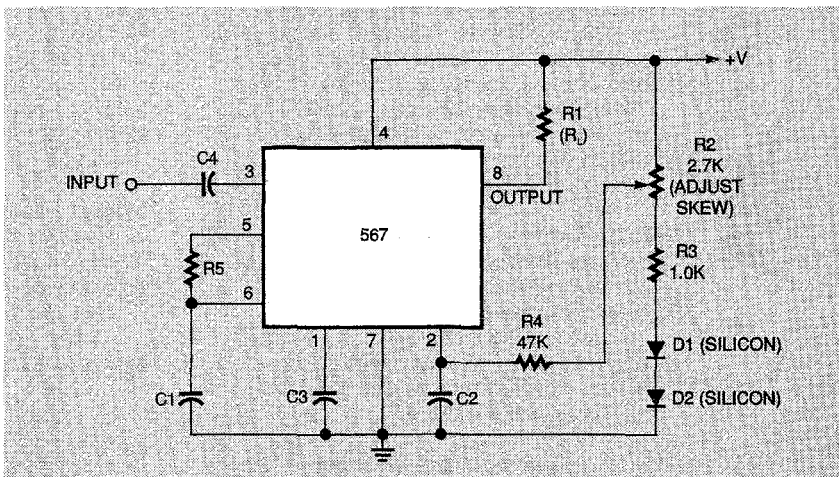 +V
R1
(RL)
R2
2.7K
(ADJUST
SKEW)
4
C4
3
INPUT
8
OUTPUT
567
5
R5
6
R3
1.0K
R4
47K
1
7
2
D1 (SILICON)
C1
C3
C2
D2 (SILICON)